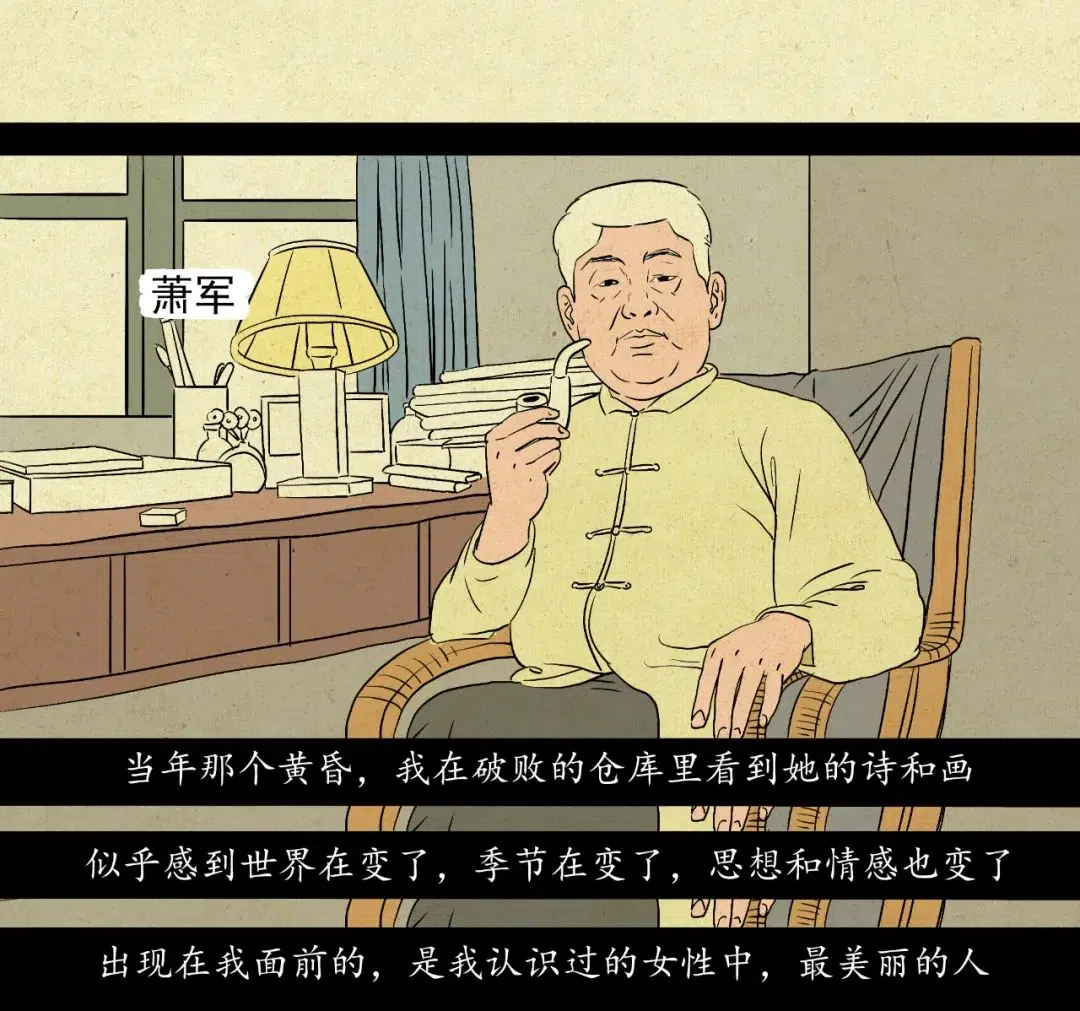 萧军
当年那个黄昏，我在破败的仓库里看到她的诗和画
似乎感到世界在变了，季节在变了，思想和情感也变了
出现在我面前的，是我认识过的女性中，最美丽的人